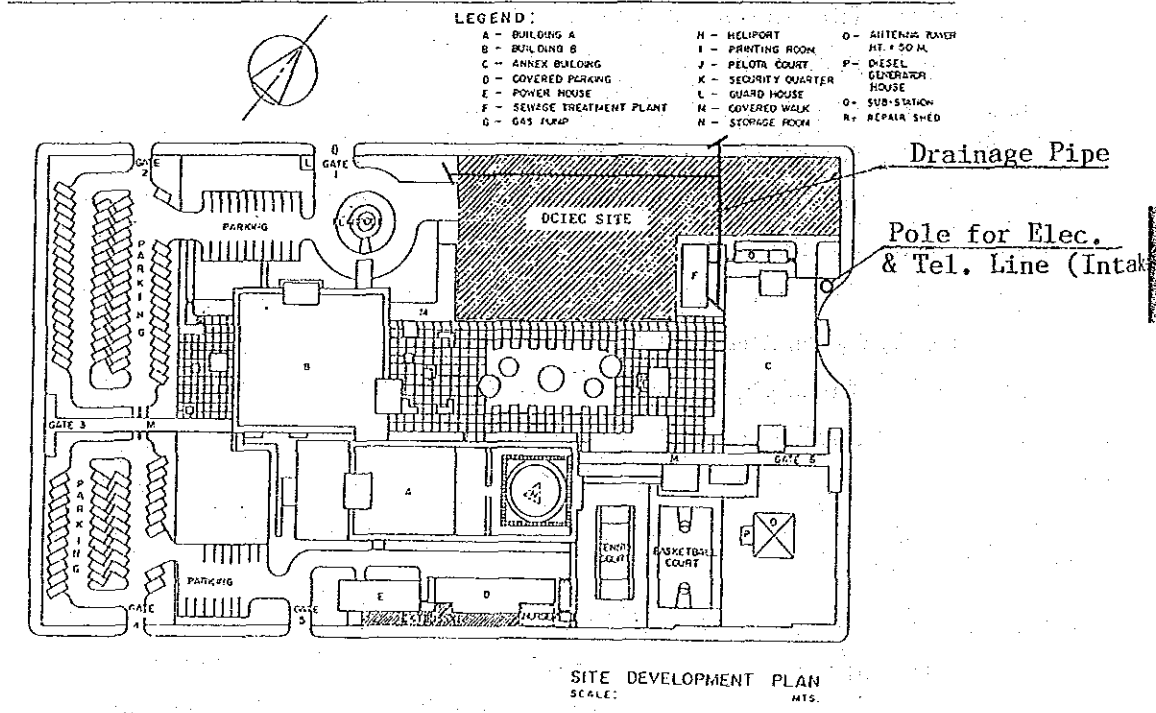 LEGEND:
A - BUILDING A
B - BUILDING B
C - ANNEX BUILDING
D - COVERED PARKING
E - POWER HOUSE
F - SEWAGE TREATMENT PLANT
G - GAS PUMP
H - HELIPORT
I - PRINTING ROOM
J - PELOTA COURT
K - SECURITY QUARTER
L - GUARD HOUSE
M - COVERED WALK
N - STORAGE ROOM
O - ANTENNA TOWER
HT. = 50 M.
P - DIESEL
GENERATOR
HOUSE
Q - SUB-STATION
R - REPAIR SHED
GATE
2
L
GATE
1
Drainage Pipe
DCIEC SITE
PARKING
PARKING
Pole for Elec.
& Tel. Line (Intak
F
M
B
C
GATE 3
M
M
GATE 6
A
PARKING
P
O
TENNIS
COURT
BASKETBALL
COURT
PARKING
E
D
GATE
4
GATE
5
SITE DEVELOPMENT PLAN
SCALE:
MTS.